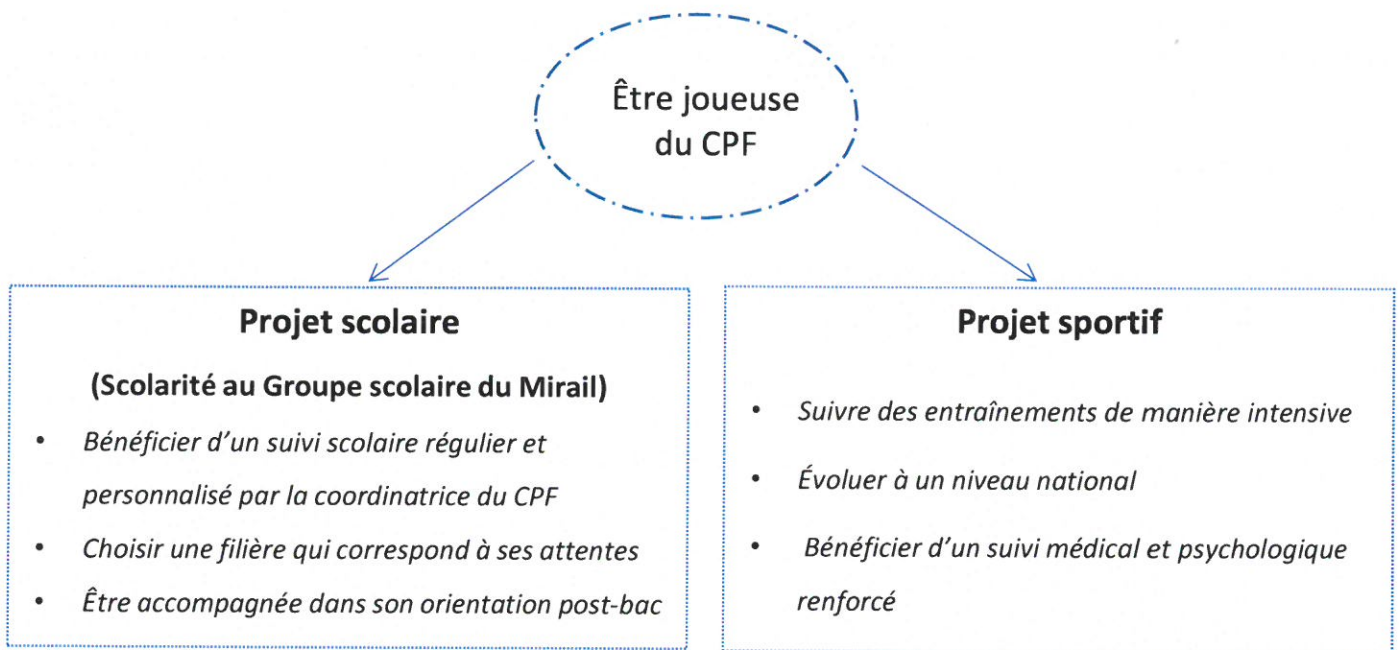 Être joueuse
du CPF
Projet scolaire
(Scolarité au Groupe scolaire du Mirail)
• Bénéficier d'un suivi scolaire régulier et
personnalisé par la coordinatrice du CPF
• Choisir une filière qui correspond à ses attentes
• Être accompagnée dans son orientation post-bac
Projet sportif
• Suivre des entraînements de manière intensive
• Évoluer à un niveau national
• Bénéficier d'un suivi médical et psychologique
renforcé